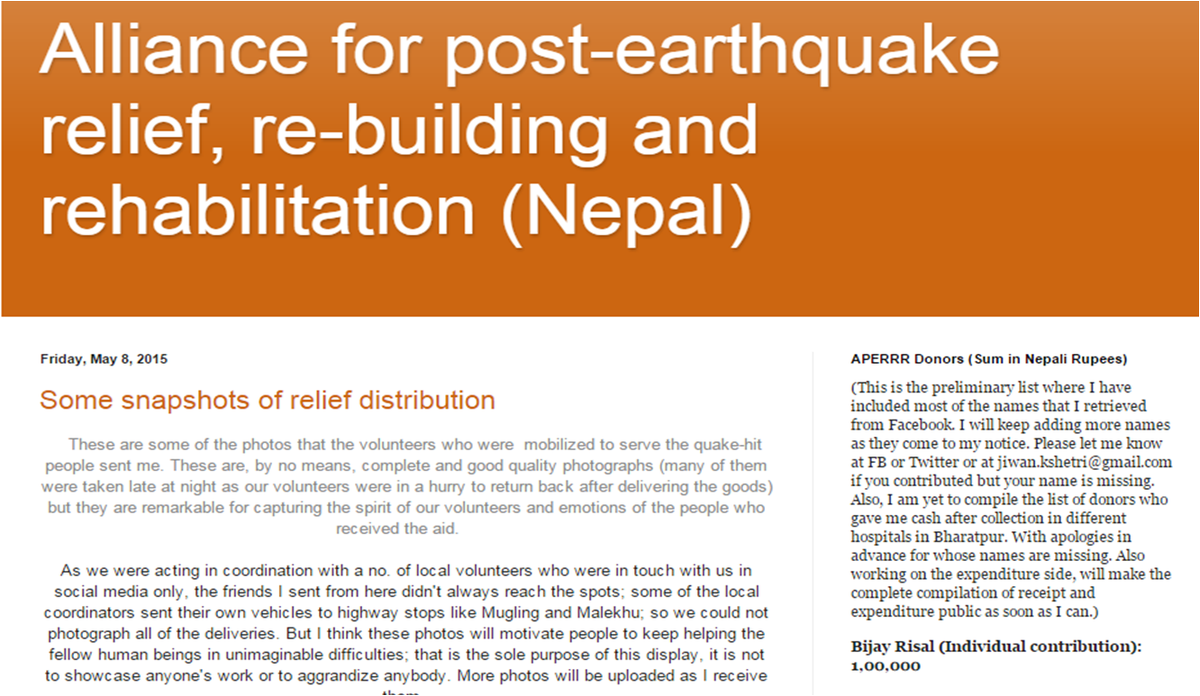 Alliance for post-earthquake
relief, re-building and
rehabilitation (Nepal)
Friday, May 8, 2015
Some snapshots of relief distribution
These are some of the photos that the volunteers who were mobilized to serve the quake-hit
people sent me. These are, by no means, complete and good quality photographs (many of them
were taken late at night as our volunteers were in a hurry to return back after delivering the goods)
but they are remarkable for capturing the spirit of our volunteers and emotions of the people who
received the aid.
As we were acting in coordination with a no. of local volunteers who were in touch with us in
social media only, the friends I sent from here didn't always reach the spots; some of the local
coordinators sent their own vehicles to highway stops like Mugling and Malekhu; so we could not
photograph all of the deliveries. But I think these photos will motivate people to keep helping the
fellow human beings in unimaginable difficulties; that is the sole purpose of this display, it is not
to showcase anyone's work or to aggrandize anybody. More photos will be uploaded as I receive
APERRR Donors (Sum in Nepali Rupees)
(This is the preliminary list where I have
included most of the names that I retrieved
from Facebook. I will keep adding more names
as they come to my notice. Please let me know
at FB or Twitter or at jiwan.kshetri@gmail.com
if you contributed but your name is missing.
Also, I am yet to compile the list of donors who
gave me cash after collection in different
hospitals in Bharatpur. With apologies in
advance for whose names are missing. Also
working on the expenditure side, will make the
complete compilation of receipt and
expenditure public as soon as I can.)
Bijay Risal (Individual contribution):
1,00,000